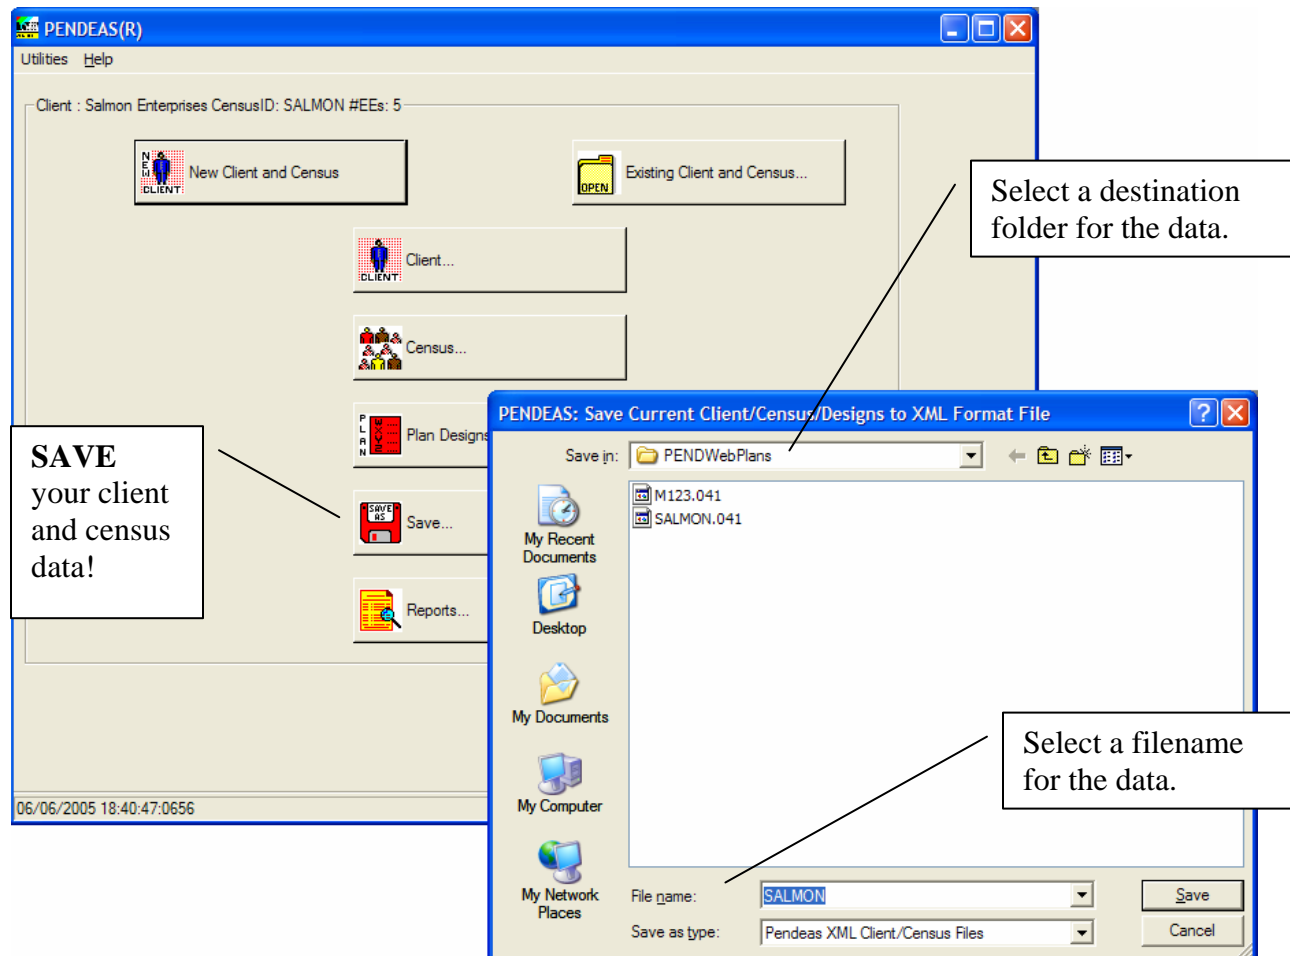 PENDEAS(R)
Utilities Help
Client : Salmon Enterprises CensusID: SALMON #EEs: 5
NEW CLIENT
New Client and Census
OPEN
Existing Client and Census...
Select a destination
folder for the data.
CLIENT
Client...
Census...
PLAN
WXYZ
Plan Designs
SAVE
your client
and census
data!
SAVE AS
Save...
Reports...
06/06/2005 18:40:47:0656
PENDEAS: Save Current Client/Census/Designs to XML Format File
Save in:
PENDWebPlans
M123.041
SALMON.041
My Recent
Documents
Desktop
My Documents
My Computer
My Network
Places
Select a filename
for the data.
File name:
SALMON
Save
Save as type:
Pendeas XML Client/Census Files
Cancel